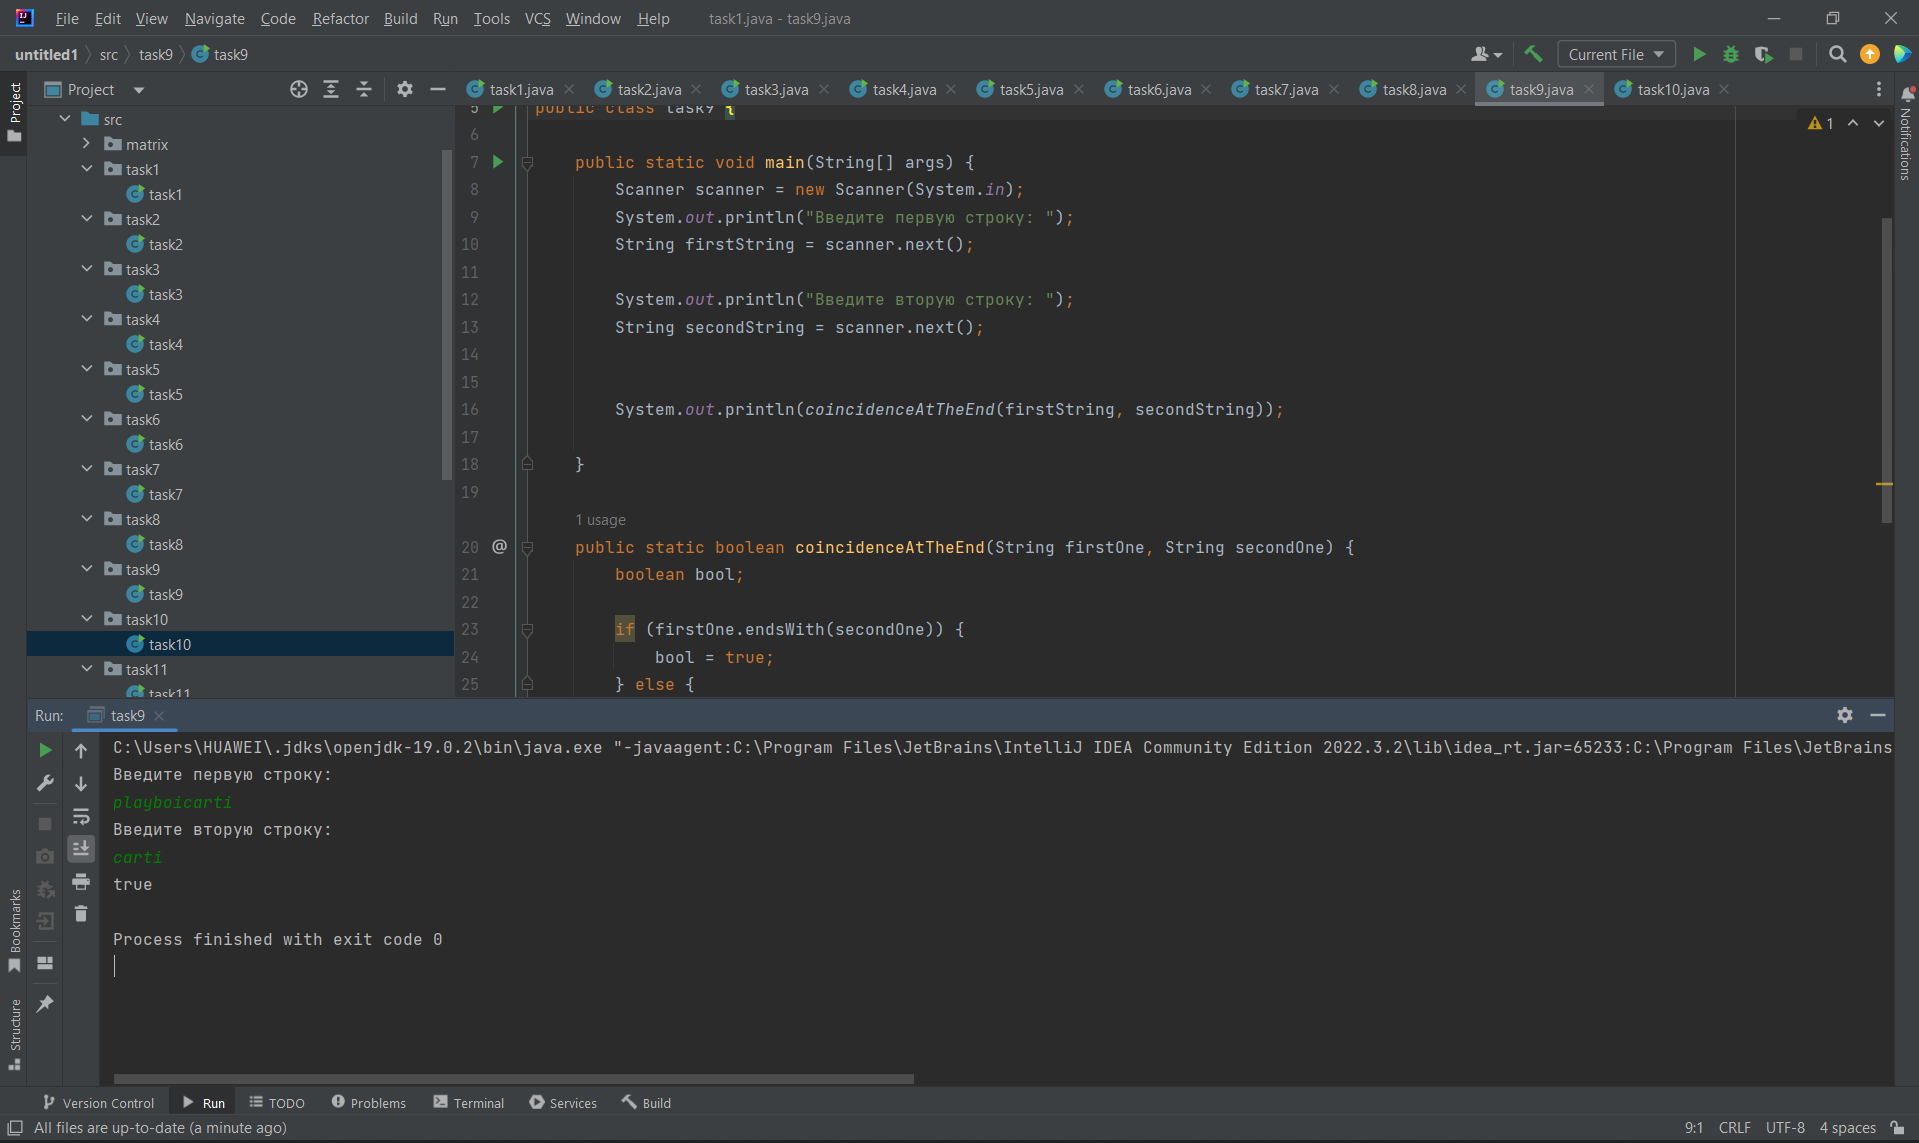 File Edit View Navigate Code Refactor Build Run Tools VCS Window Help task1.java - task9.java
untitled1 src task9 task9 Current File
Project
task1.java task2.java task3.java task4.java task5.java task6.java task7.java task8.java task9.java task10.java
Project
Notifications
src
matrix
task1
task1
task2
task2
task3
task3
task4
task4
task5
task5
task6
task6
task7
task7
task8
task8
task9
task9
task10
task10
task11
task11
1
5 public class task9 {
6
7 public static void main(String[] args) {
8 Scanner scanner = new Scanner(System.in);
9 System.out.println("Введите первую строку: ");
10 String firstString = scanner.next();
11
12 System.out.println("Введите вторую строку: ");
13 String secondString = scanner.next();
14
15
16 System.out.println(coincidenceAtTheEnd(firstString, secondString));
17
18 }
19
1 usage
20 @ public static boolean coincidenceAtTheEnd(String firstOne, String secondOne) {
21 boolean bool;
22
23 if (firstOne.endsWith(secondOne)) {
24 bool = true;
25 } else {
Run: task9
C:\Users\HUAWEI\.jdks\openjdk-19.0.2\bin\java.exe "-javaagent:C:\Program Files\JetBrains\IntelliJ IDEA Community Edition 2022.3.2\lib\idea_rt.jar=65233:C:\Program Files\JetBrains
Введите первую строку:
playboicarti
Введите вторую строку:
carti
true
Process finished with exit code 0
Bookmarks
Structure
Version Control Run TODO Problems Terminal Services Build
All files are up-to-date (a minute ago) 9:1 CRLF UTF-8 4 spaces